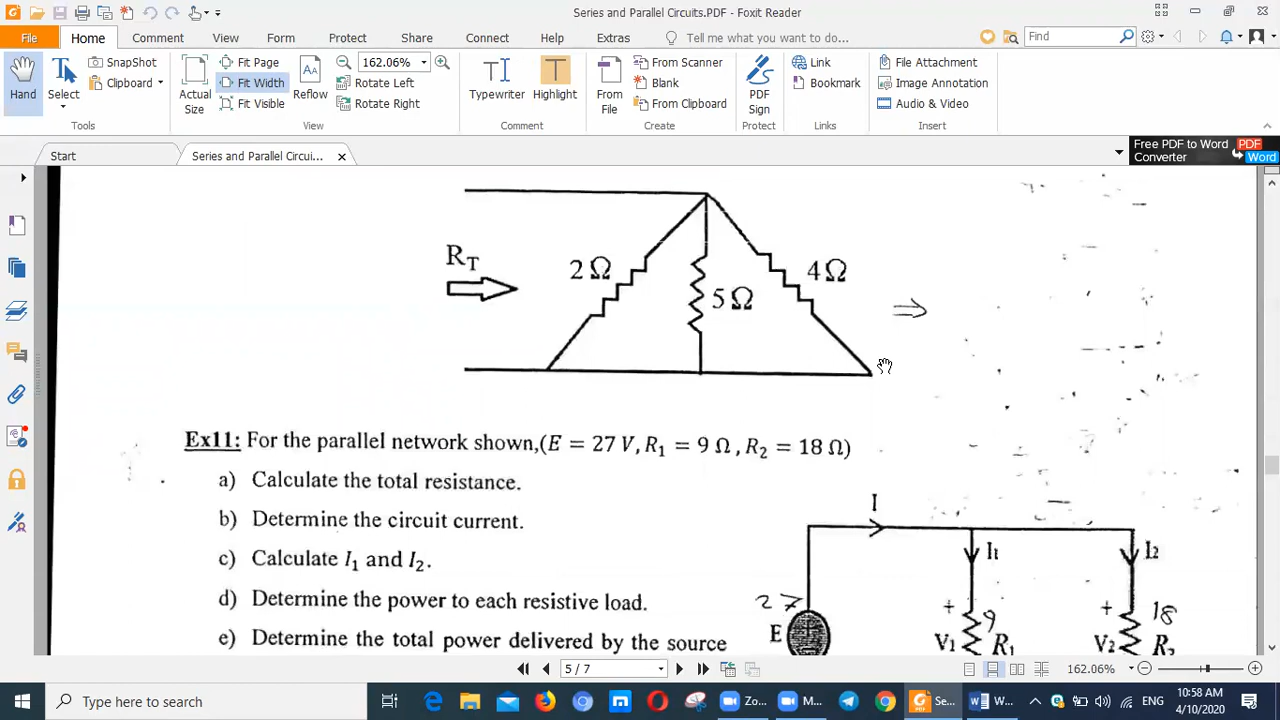 Series and Parallel Circuits.PDF - Foxit Reader
File Home Comment View Form Protect Share Connect Help Extras Tell me what you want to do... Find
Hand
Select
SnapShot
Clipboard
Tools
Actual Size
Fit Page
Fit Width
Fit Visible
Reflow
162.06%
Rotate Left
Rotate Right
View
Typewriter
Highlight
Comment
From File
From Scanner
Blank
From Clipboard
Create
PDF Sign
Protect
Link
Bookmark
Links
File Attachment
Image Annotation
Audio & Video
Insert
Start
Series and Parallel Circui...
Free PDF to Word Converter
PDF
Word
RT
2 Ω
5 Ω
4 Ω
⇒
Ex11: For the parallel network shown,(E = 27 V, R₁ = 9 Ω , R₂ = 18 Ω)
a) Calculate the total resistance.
b) Determine the circuit current.
c) Calculate I₁ and I₂.
d) Determine the power to each resistive load.
e) Determine the total power delivered by the source
I
I₁
I₂
27
E
+
9
V₁
R₁
+
18
V₂
R₂
5 / 7
162.06%
Type here to search
Zo...
M...
Se...
W...
ENG
10:58 AM
4/10/2020